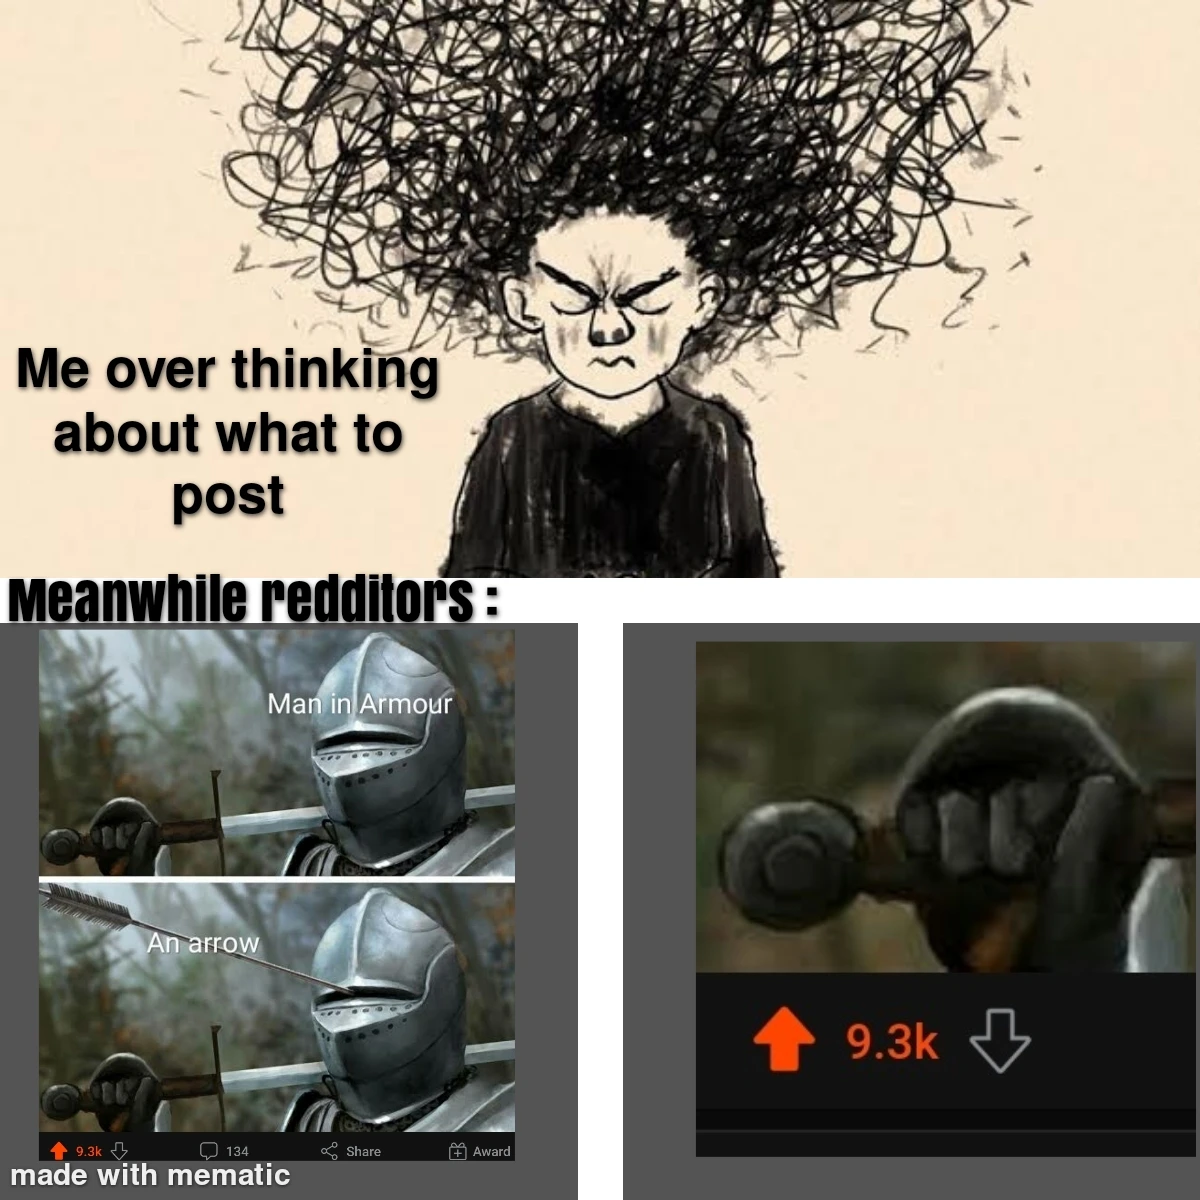 Me over thinking
about what to
post
Meanwhile redditors :
Man in Armour
An arrow
9.3k
134
Share
Award
9.3k
made with mematic